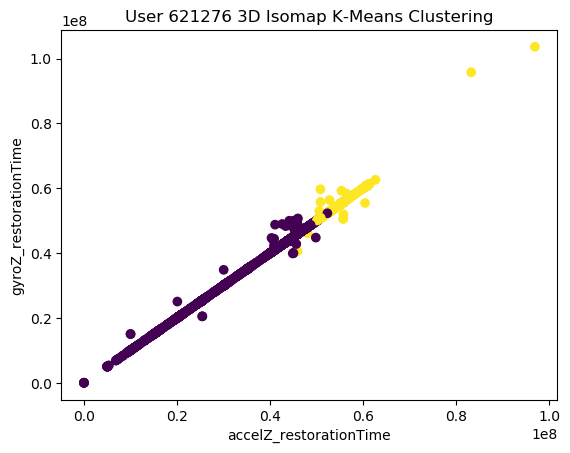 User 621276 3D Isomap K-Means Clustering
1e8
1.0
0.8
0.6
0.4
0.2
0.0
gyroZ_restorationTime
0.0 0.2 0.4 0.6 0.8 1.0
accelZ_restorationTime
1e8